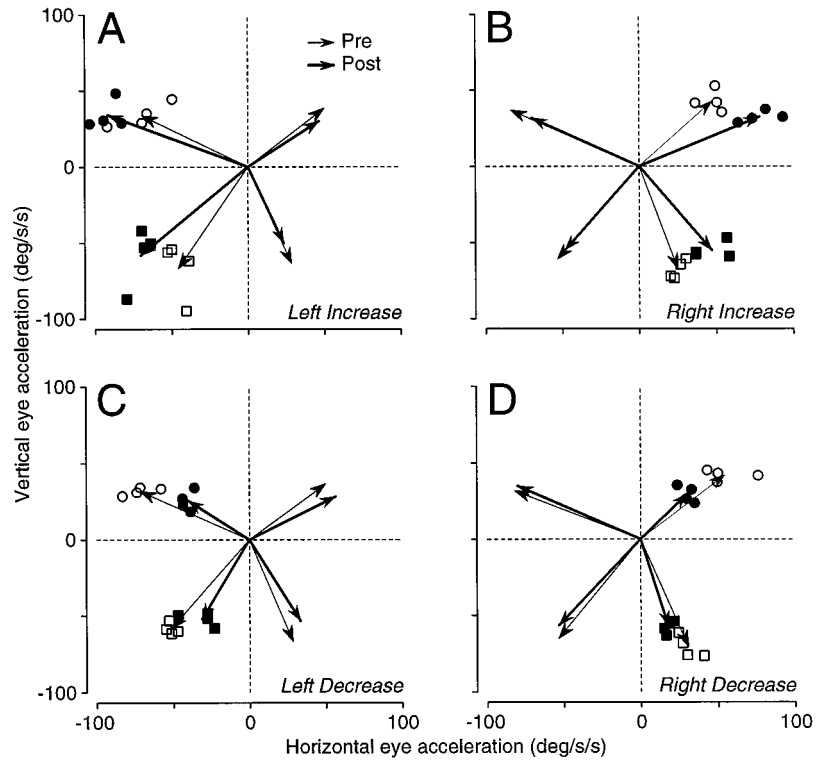 A
B
100
Pre
Post
0
-100
Left Increase
Right Increase
C
D
100
0
-100
Left Decrease
Right Decrease
-100
0
100
-100
0
100
Vertical eye acceleration (deg/s/s)
Horizontal eye acceleration (deg/s/s)